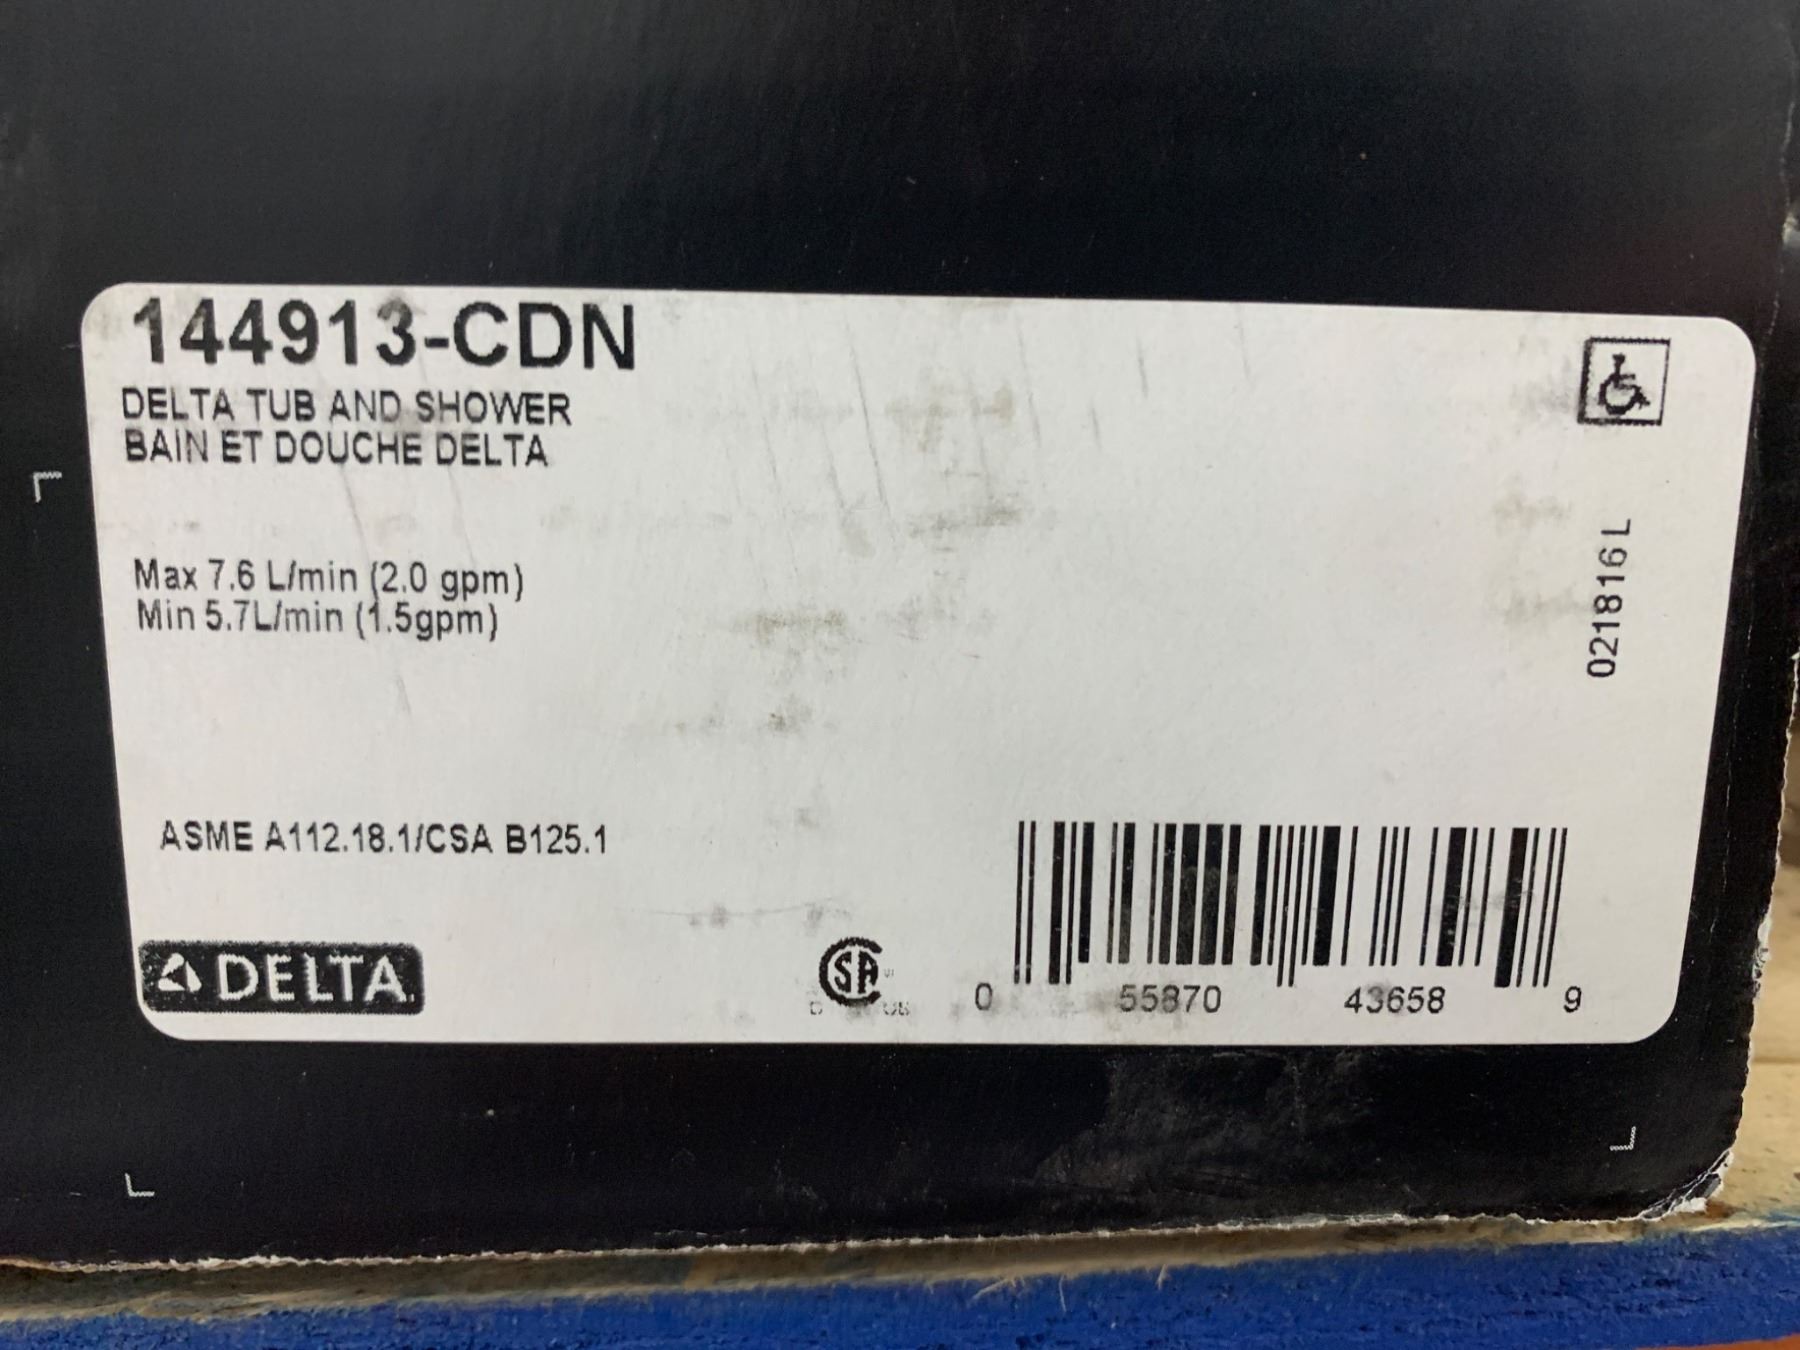 144913-CDN
DELTA TUB AND SHOWER
BAIN ET DOUCHE DELTA
Max 7.6 L/min (2.0 gpm)
Min 5.7L/min (1.5gpm)
021816 L
ASME A112.18.1/CSA B125.1
DELTA
SA
0 55870 43658 9